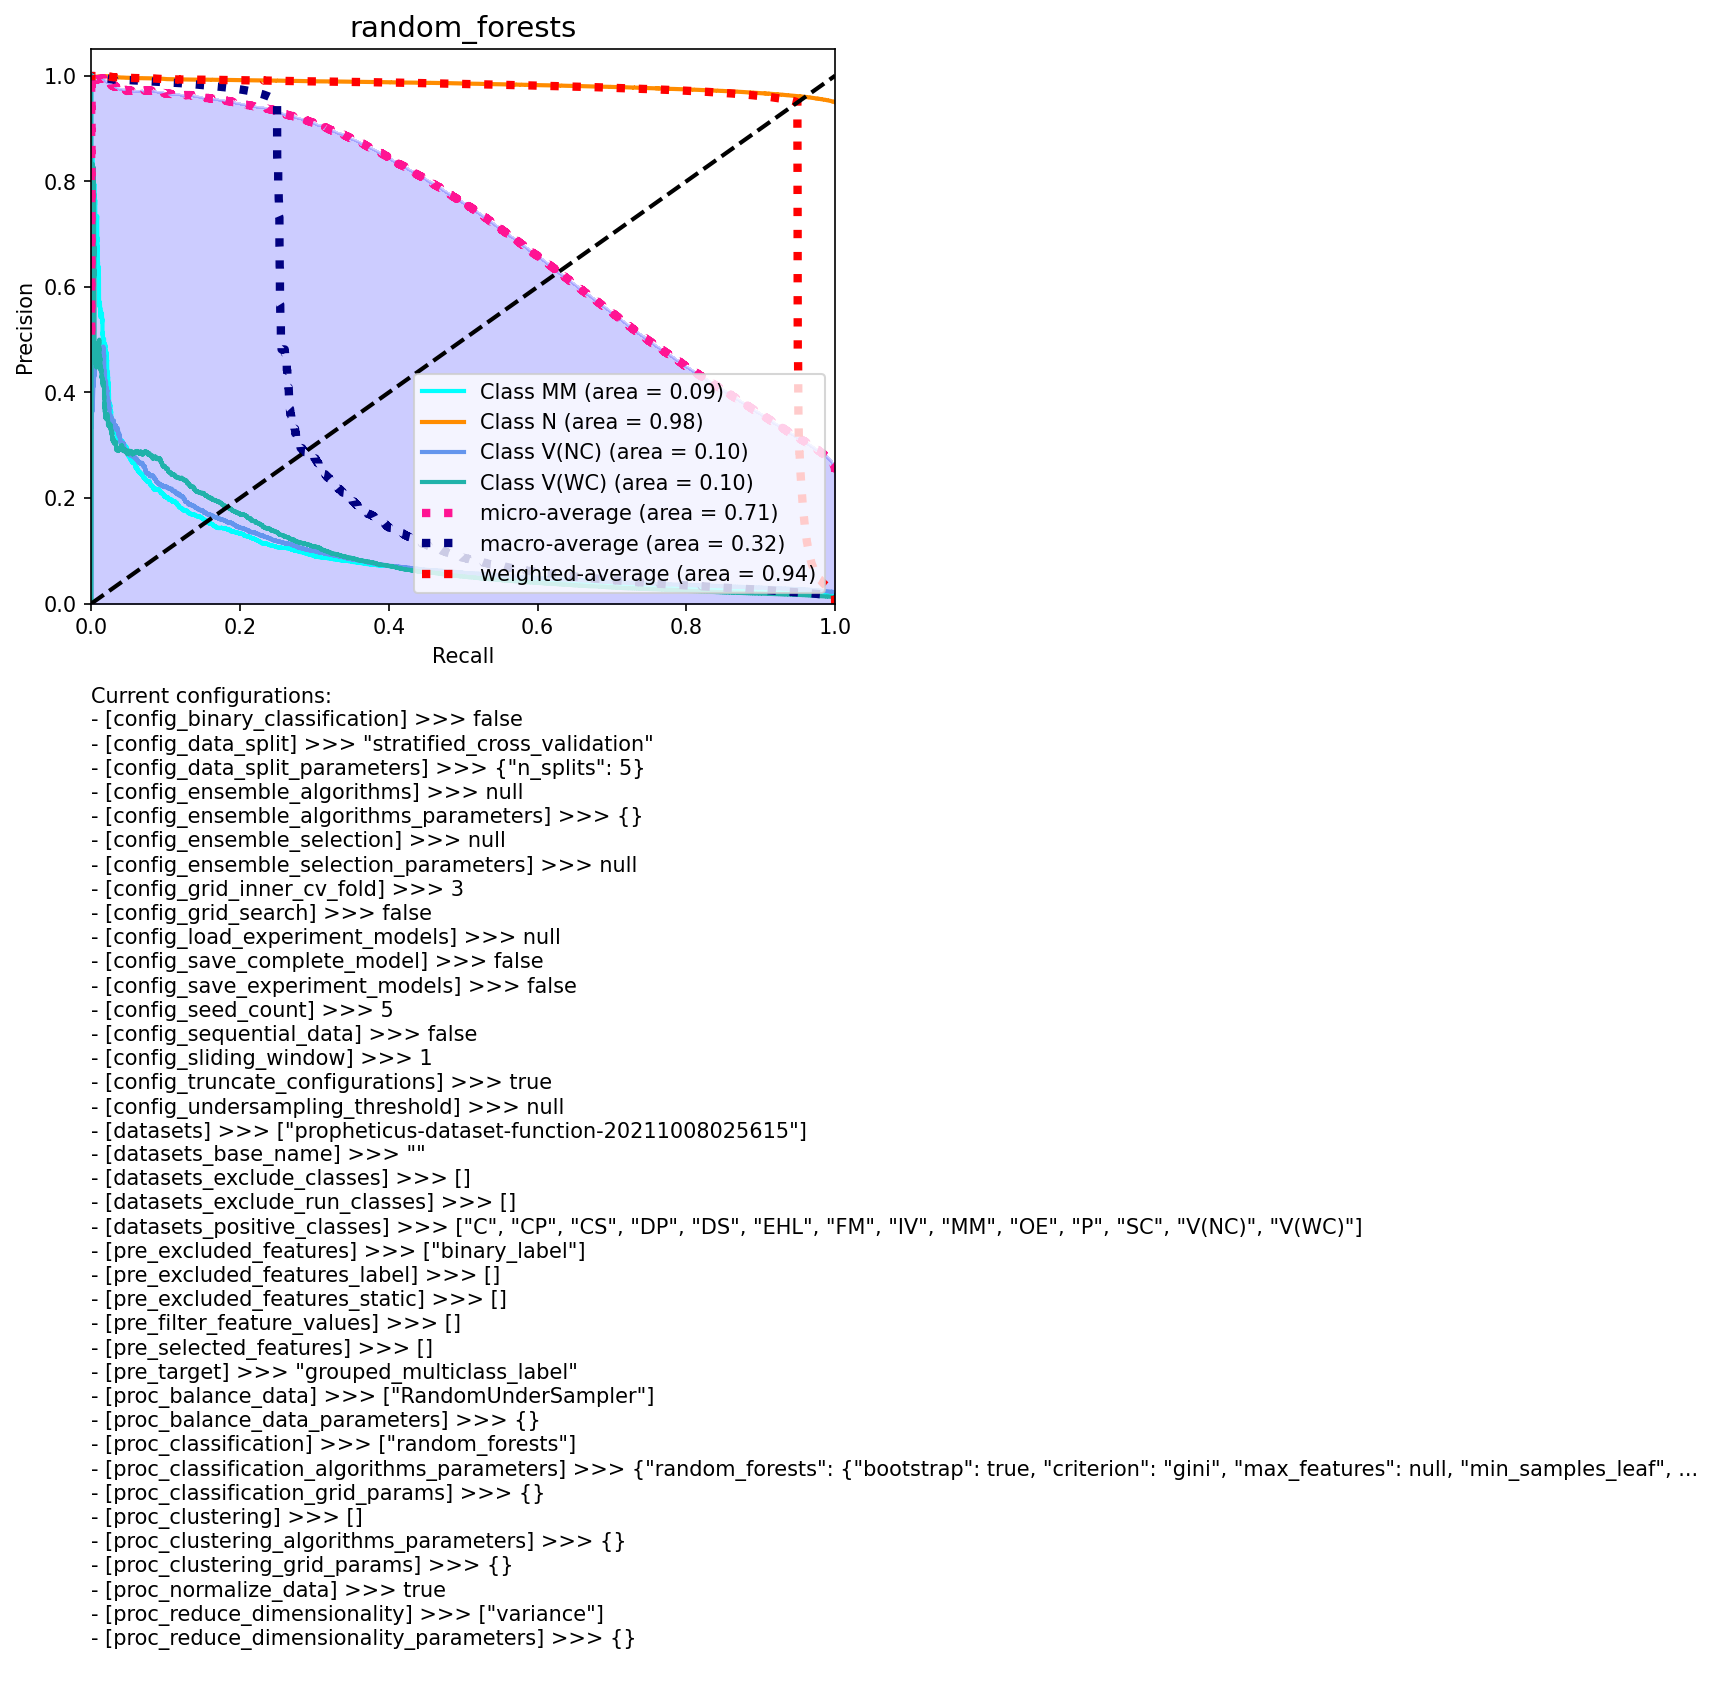 random_forests
1.0
0.8
0.6
0.4
0.2
0.0
Precision
Class MM (area = 0.09)
Class N (area = 0.98)
Class V(NC) (area = 0.10)
Class V(WC) (area = 0.10)
micro-average (area = 0.71)
macro-average (area = 0.32)
weighted-average (area = 0.94)
0.0 0.2 0.4 0.6 0.8 1.0
Recall
Current configurations:
- [config_binary_classification] >>> false
- [config_data_split] >>> "stratified_cross_validation"
- [config_data_split_parameters] >>> {"n_splits": 5}
- [config_ensemble_algorithms] >>> null
- [config_ensemble_algorithms_parameters] >>> {}
- [config_ensemble_selection] >>> null
- [config_ensemble_selection_parameters] >>> null
- [config_grid_inner_cv_fold] >>> 3
- [config_grid_search] >>> false
- [config_load_experiment_models] >>> null
- [config_save_complete_model] >>> false
- [config_save_experiment_models] >>> false
- [config_seed_count] >>> 5
- [config_sequential_data] >>> false
- [config_sliding_window] >>> 1
- [config_truncate_configurations] >>> true
- [config_undersampling_threshold] >>> null
- [datasets] >>> ["propheticus-dataset-function-20211008025615"]
- [datasets_base_name] >>> ""
- [datasets_exclude_classes] >>> []
- [datasets_exclude_run_classes] >>> []
- [datasets_positive_classes] >>> ["C", "CP", "CS", "DP", "DS", "EHL", "FM", "IV", "MM", "OE", "P", "SC", "V(NC)", "V(WC)"]
- [pre_excluded_features] >>> ["binary_label"]
- [pre_excluded_features_label] >>> []
- [pre_excluded_features_static] >>> []
- [pre_filter_feature_values] >>> []
- [pre_selected_features] >>> []
- [pre_target] >>> "grouped_multiclass_label"
- [proc_balance_data] >>> ["RandomUnderSampler"]
- [proc_balance_data_parameters] >>> {}
- [proc_classification] >>> ["random_forests"]
- [proc_classification_algorithms_parameters] >>> {"random_forests": {"bootstrap": true, "criterion": "gini", "max_features": null, "min_samples_leaf", ...
- [proc_classification_grid_params] >>> {}
- [proc_clustering] >>> []
- [proc_clustering_algorithms_parameters] >>> {}
- [proc_clustering_grid_params] >>> {}
- [proc_normalize_data] >>> true
- [proc_reduce_dimensionality] >>> ["variance"]
- [proc_reduce_dimensionality_parameters] >>> {}